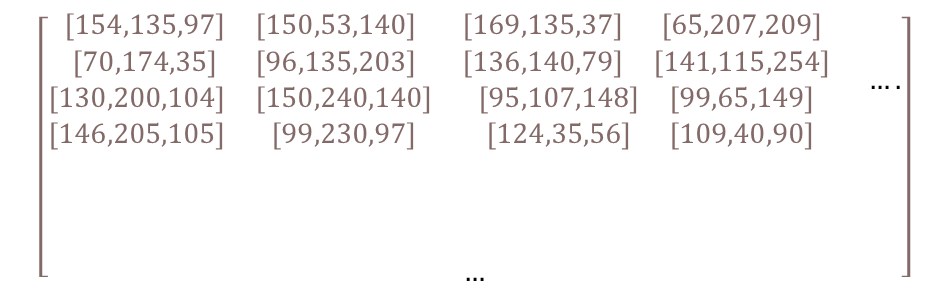 [154,135,97] [150,53,140] [169,135,37] [65,207,209]
[70,174,35] [96,135,203] [136,140,79] [141,115,254]
....
[130,200,104] [150,240,140] [95,107,148] [99,65,149]
[146,205,105] [99,230,97] [124,35,56] [109,40,90]
...